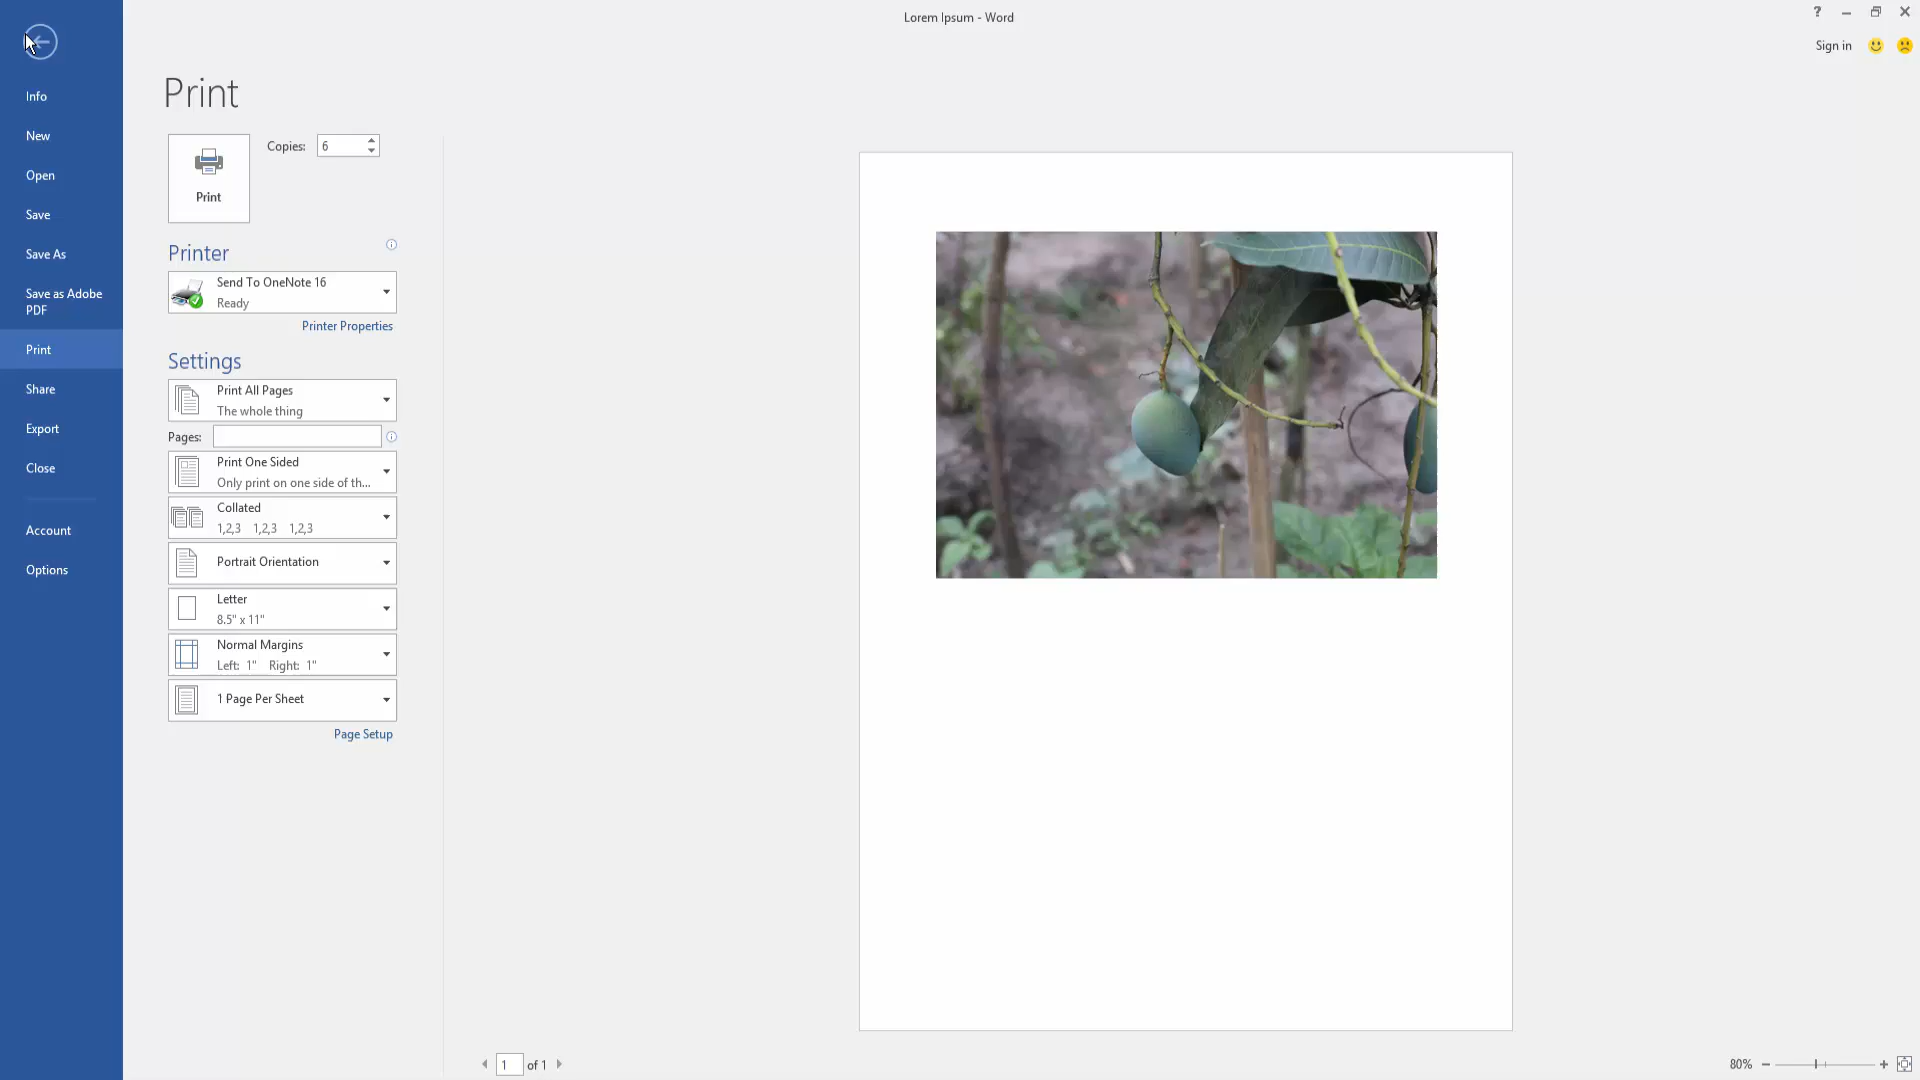 Lorem Ipsum - Word
?
Sign in
Info
New
Open
Save
Save As
Save as Adobe
PDF
Print
Share
Export
Close
Account
Options
Print
Print
Copies: 6
Printer
Send To OneNote 16
Ready
Printer Properties
Settings
Print All Pages
The whole thing
Pages:
Print One Sided
Only print on one side of th...
Collated
1,2,3 1,2,3 1,2,3
Portrait Orientation
Letter
8.5" x 11"
Normal Margins
Left: 1" Right: 1"
1 Page Per Sheet
Page Setup
1 of 1
80%